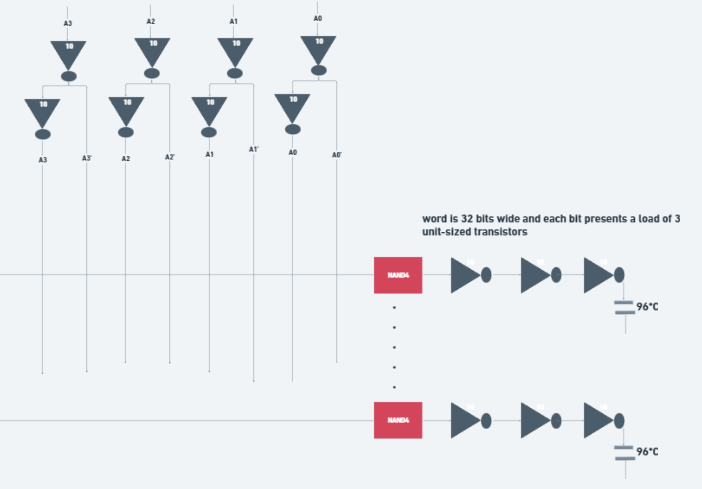 A3
A2
A1
A0
10
10
10
10
10
10
10
10
A3
A3'
A2
A2'
A1
A1'
A0
A0'
word is 32 bits wide and each bit presents a load of 3
unit-sized transistors
NAND4
96*C
NAND4
96*C